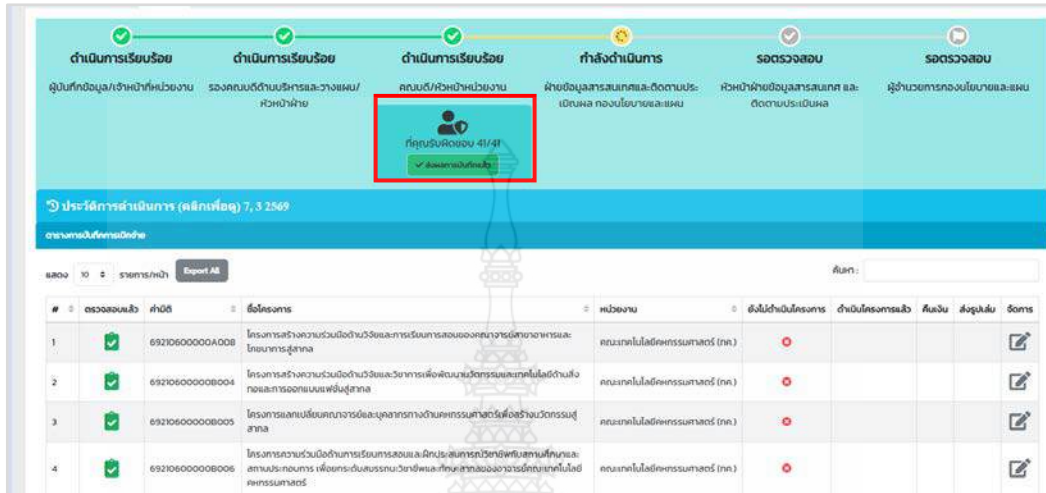 ดำเนินการเรียบร้อย ดำเนินการเรียบร้อย ดำเนินการเรียบร้อย กำลังดำเนินการ รอตรวจสอบ รอตรวจสอบ
ผู้บันทึกข้อมูล/เจ้าหน้าที่หน่วยงาน รองคณบดีด้านบริหารและวางแผน/ คณบดี/หัวหน้าหน่วยงาน ฝ่ายข้อมูลสารสนเทศและติดตามประ- หัวหน้าฝ่ายข้อมูลสารสนเทศ และ ผู้อำนวยการกองนโยบายและแผน
หัวหน้าฝ่าย เมินผล กองนโยบายและแผน ติดตามประเมินผล
ที่คุณรับผิดชอบ 41/41
ส่งผลการบันทึกแล้ว
ประวัติการดำเนินการ (คลิกเพื่อดู) 7, 3 2569
ตารางการบันทึกการเบิกจ่าย
แสดง 10 รายการ/หน้า Export All ค้นหา :
# ตรวจสอบแล้ว ค่ามิติ ชื่อโครงการ หน่วยงาน ยังไม่ดำเนินโครงการ ดำเนินโครงการแล้ว คืนเงิน ส่งรูปเล่ม จัดการ
1 69210600000A008 โครงการสร้างความร่วมมือด้านวิจัยและการเรียนการสอนของคณาจารย์สาขาอาหารและ
โภชนาการสู่สากล คณะเทคโนโลยีคหกรรมศาสตร์ (ทค.)
2 69210600000B004 โครงการสร้างความร่วมมือด้านวิจัยและวิชาการเพื่อพัฒนานวัตกรรมและเทคโนโลยีด้านสิ่ง
ทอและการออกแบบแฟชั่นสู่สากล คณะเทคโนโลยีคหกรรมศาสตร์ (ทค.)
3 69210600000B005 โครงการแลกเปลี่ยนคณาจารย์และบุคลากรทางด้านคหกรรมศาสตร์เพื่อสร้างนวัตกรรมสู่
สากล คณะเทคโนโลยีคหกรรมศาสตร์ (ทค.)
4 69210600000B006 โครงการความร่วมมือด้านการเรียนการสอนและฝึกประสบการณ์วิชาชีพกับสถานศึกษาและ
สถานประกอบการ เพื่อยกระดับสมรรถนะวิชาชีพและทักษะสากลของอาจารย์คณะเทคโนโลยี
คหกรรมศาสตร์ คณะเทคโนโลยีคหกรรมศาสตร์ (ทค.)